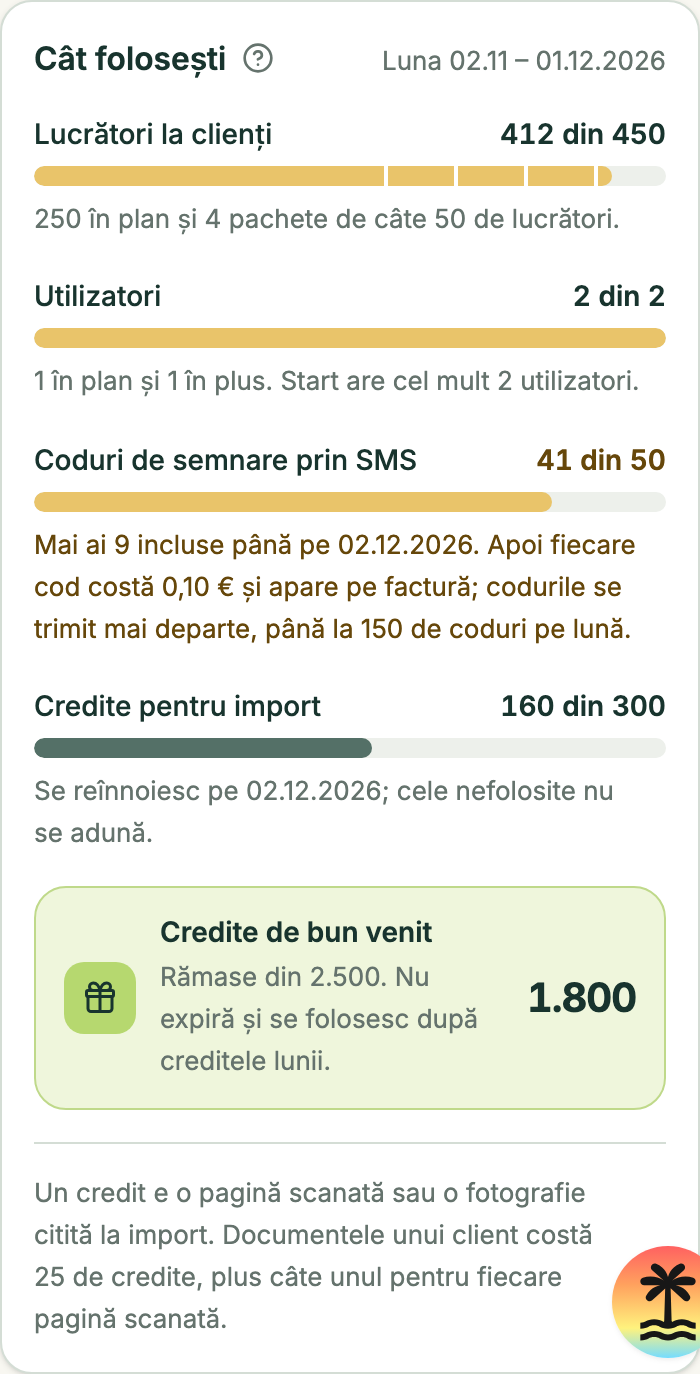 Cât folosești ?
Luna 02.11 – 01.12.2026
Lucrători la clienți
412 din 450
250 în plan și 4 pachete de câte 50 de lucrători.
Utilizatori
2 din 2
1 în plan și 1 în plus. Start are cel mult 2 utilizatori.
Coduri de semnare prin SMS
41 din 50
Mai ai 9 incluse până pe 02.12.2026. Apoi fiecare
cod costă 0,10 € și apare pe factură; codurile se
trimit mai departe, până la 150 de coduri pe lună.
Credite pentru import
160 din 300
Se reînnoiesc pe 02.12.2026; cele nefolosite nu
se adună.
Credite de bun venit
Rămase din 2.500. Nu
expiră și se folosesc după
creditele lunii.
1.800
Un credit e o pagină scanată sau o fotografie
citită la import. Documentele unui client costă
25 de credite, plus câte unul pentru fiecare
pagină scanată.